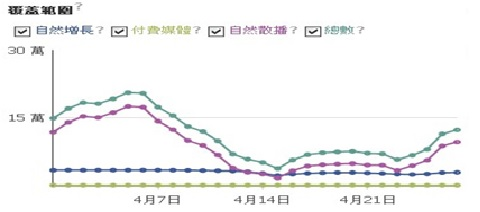 覆蓋範圍?
自然增長? 付費媒體? 自然散播? 總數?
30 萬
15 萬
4月7日 4月14日 4月21日